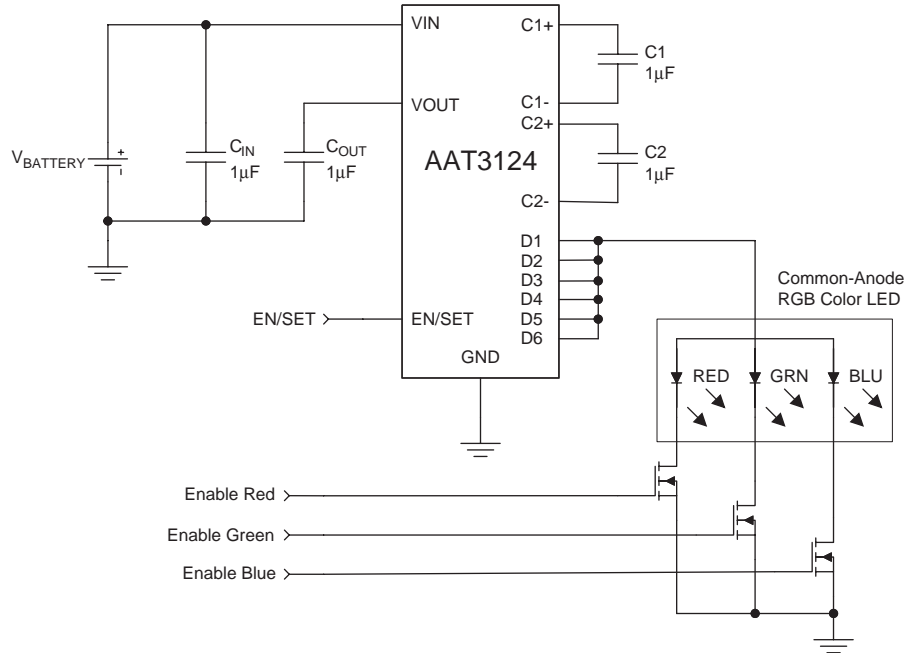 VIN
C1+
C1
1µF
VOUT
C1-
C2+
VBATTERY
+
-
CIN
1µF
COUT
1µF
AAT3124
C2
1µF
C2-
D1
D2
D3
D4
D5
D6
Common-Anode
RGB Color LED
EN/SET
EN/SET
GND
RED
GRN
BLU
Enable Red
Enable Green
Enable Blue